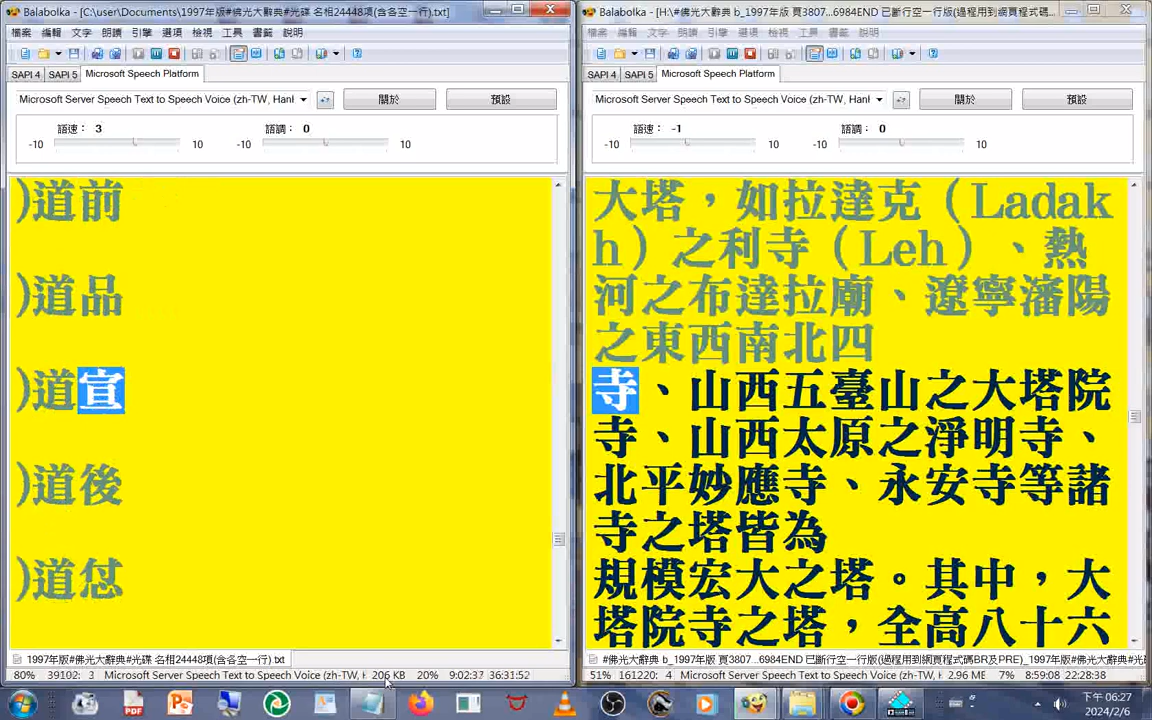 Balabolka - [C:\user\Documents\1997年版#佛光大辭典#光碟 名相24448項(含各空一行).txt]
檔案 編輯 文字 朗讀 引擎 選項 檢視 工具 書籤 說明
SAPI 4 SAPI 5 Microsoft Speech Platform
Microsoft Server Speech Text to Speech Voice (zh-TW, Hanl
關於
預設
語速： 3
語調： 0
-10 10 -10 10
)道前
)道品
)道宣
)道後
)道愆
1997年版#佛光大辭典#光碟 名相24448項(含各空一行).txt
80% 39102: 3 Microsoft Server Speech Text to Speech Voice (zh-TW, H 206 KB 20% 9:02:37 36:31:52
Balabolka - [H:\#佛光大辭典 b_1997年版 頁3807...6984END 已斷行空一行版(過程用到網頁程式碼...
檔案 編輯 文字 朗讀 引擎 選項 檢視 工具 書籤 說明
SAPI 4 SAPI 5 Microsoft Speech Platform
Microsoft Server Speech Text to Speech Voice (zh-TW, Hanl
關於
預設
語速： -1
語調： 0
-10 10 -10 10
大塔，如拉達克（Ladak
h）之利寺（Leh）、熱
河之布達拉廟、遼寧瀋陽
之東西南北四
寺、山西五臺山之大塔院
寺、山西太原之淨明寺、
北平妙應寺、永安寺等諸
寺之塔皆為
規模宏大之塔。其中，大
塔院寺之塔，全高八十六
#佛光大辭典 b_1997年版 頁3807...6984END 已斷行空一行版(過程用到網頁程式碼BR及PRE)_1997年版#佛光
51% 161220: 4 Microsoft Server Speech Text to Speech Voice (zh-TW, H 2.96 ME 7% 8:59:08 22:28:38
下午 06:27
2024/2/6